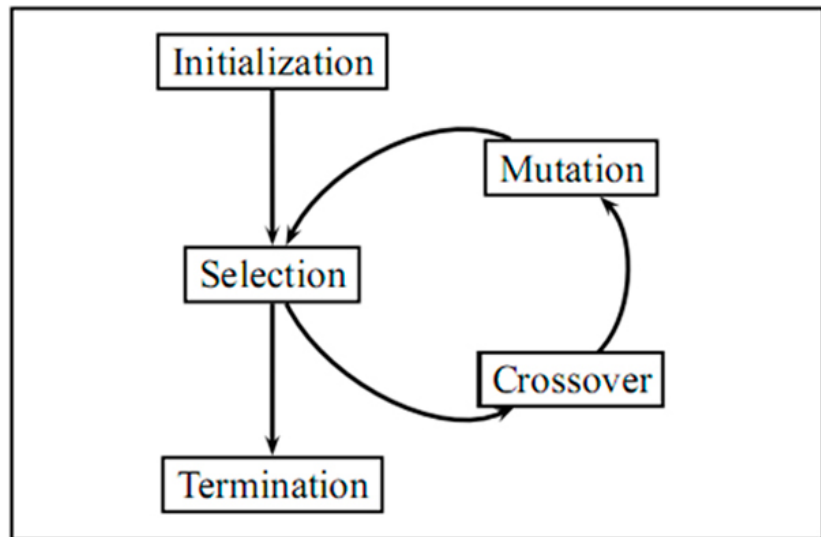 Initialization
Mutation
Selection
Crossover
Termination